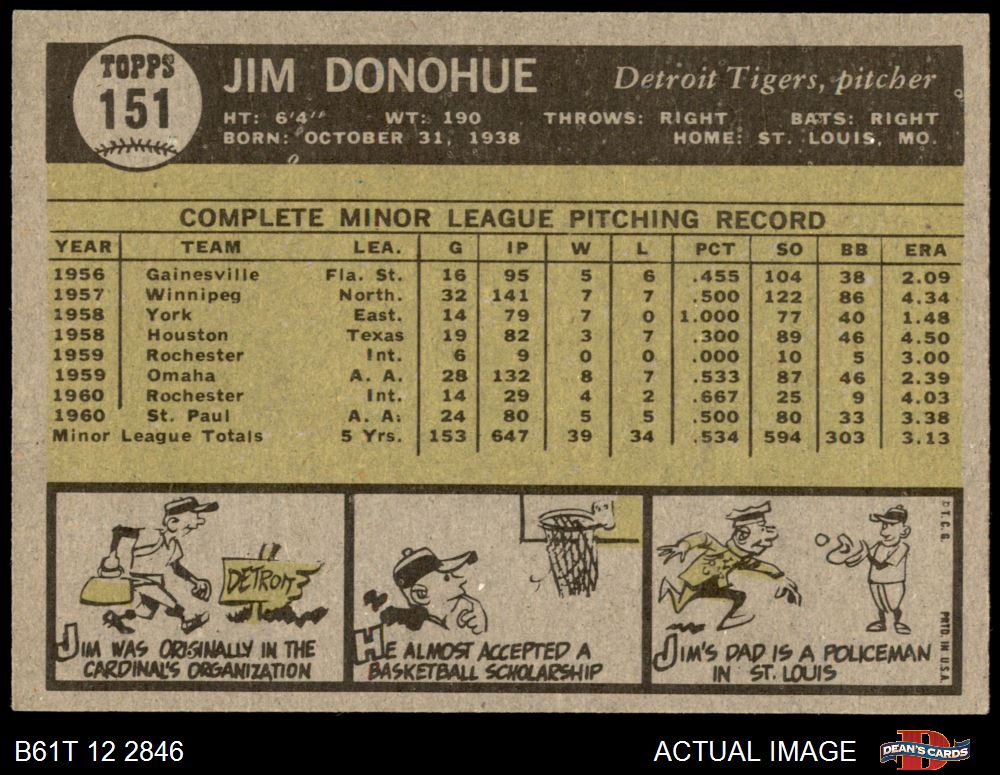 TOPPS
151
JIM DONOHUE
Detroit Tigers, pitcher
HT: 6'4" WT: 190 THROWS: RIGHT BATS: RIGHT
BORN: OCTOBER 31, 1938 HOME: ST. LOUIS, MO.
COMPLETE MINOR LEAGUE PITCHING RECORD
YEAR TEAM LEA. G IP W L PCT SO BB ERA
1956 Gainesville Fla. St. 16 95 5 6 .455 104 38 2.09
1957 Winnipeg North. 32 141 7 7 .500 122 86 4.34
1958 York East. 14 79 7 0 1.000 77 40 1.48
1958 Houston Texas 19 82 3 7 .300 89 46 4.50
1959 Rochester Int. 6 9 0 0 .000 10 5 3.00
1959 Omaha A. A. 28 132 8 7 .533 87 46 2.39
1960 Rochester Int. 14 29 4 2 .667 25 9 4.03
1960 St. Paul A. A. 24 80 5 5 .500 80 33 3.38
Minor League Totals 5 Yrs. 153 647 39 34 .534 594 303 3.13
DETROIT
JIM WAS ORIGINALLY IN THE
CARDINAL'S ORGANIZATION
HE ALMOST ACCEPTED A
BASKETBALL SCHOLARSHIP
JIM'S DAD IS A POLICEMAN
IN ST. LOUIS
© T.C.G. PRTD. IN U.S.A.
B61T 12 2846
ACTUAL IMAGE
D
DEAN'S CARDS